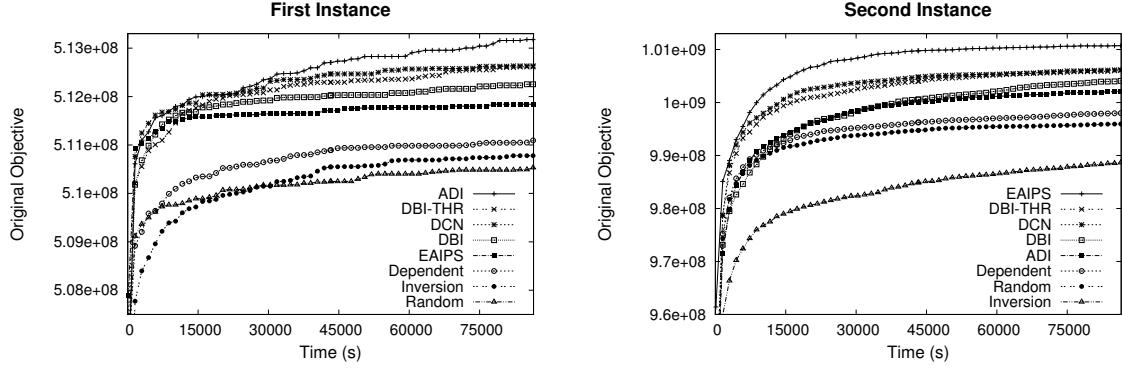 First Instance
Original Objective
5.13e+08
5.12e+08
5.11e+08
5.1e+08
5.09e+08
5.08e+08
ADI
DBI-THR
DCN
DBI
EAIPS
Dependent
Inversion
Random
0 15000 30000 45000 60000 75000
Time (s)
Second Instance
Original Objective
1.01e+09
1e+09
9.9e+08
9.8e+08
9.7e+08
9.6e+08
EAIPS
DBI-THR
DCN
DBI
ADI
Dependent
Random
Inversion
0 15000 30000 45000 60000 75000
Time (s)